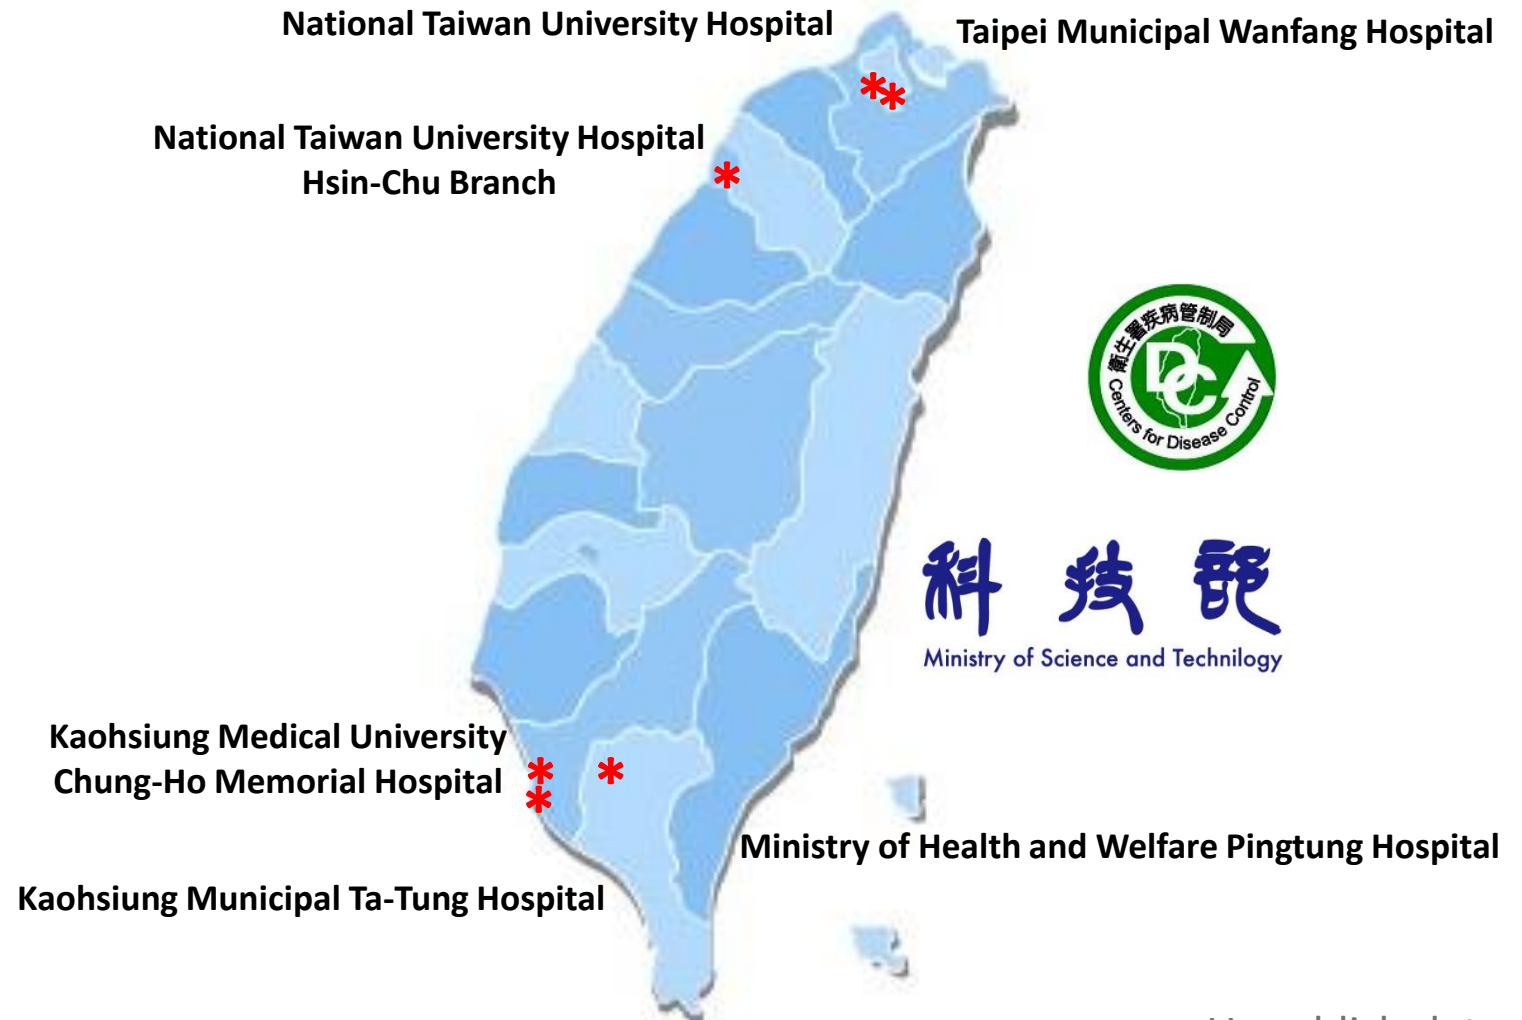 National Taiwan University Hospital
Taipei Municipal Wanfang Hospital
National Taiwan University Hospital
Hsin-Chu Branch
衛生署疾病管制局
DC
Centers for Disease Control
科技部
Ministry of Science and Technilogy
Kaohsiung Medical University
Chung-Ho Memorial Hospital
Ministry of Health and Welfare Pingtung Hospital
Kaohsiung Municipal Ta-Tung Hospital